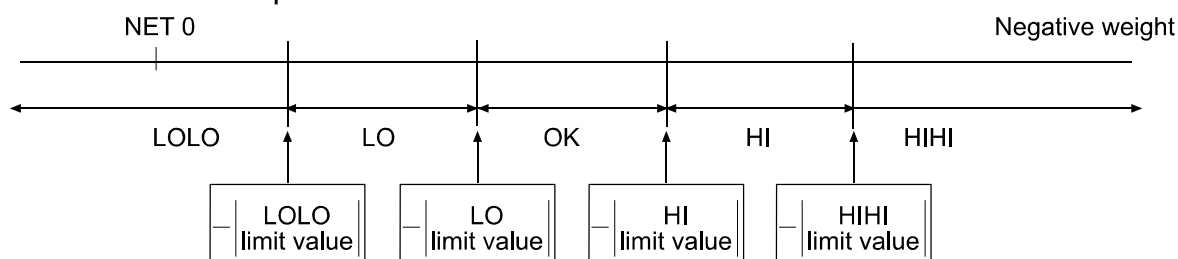 NET 0 Negative weight
LOLO LO OK HI HIHI
LOLO LO HI HIHI
−|limit value| −|limit value| −|limit value| −|limit value|